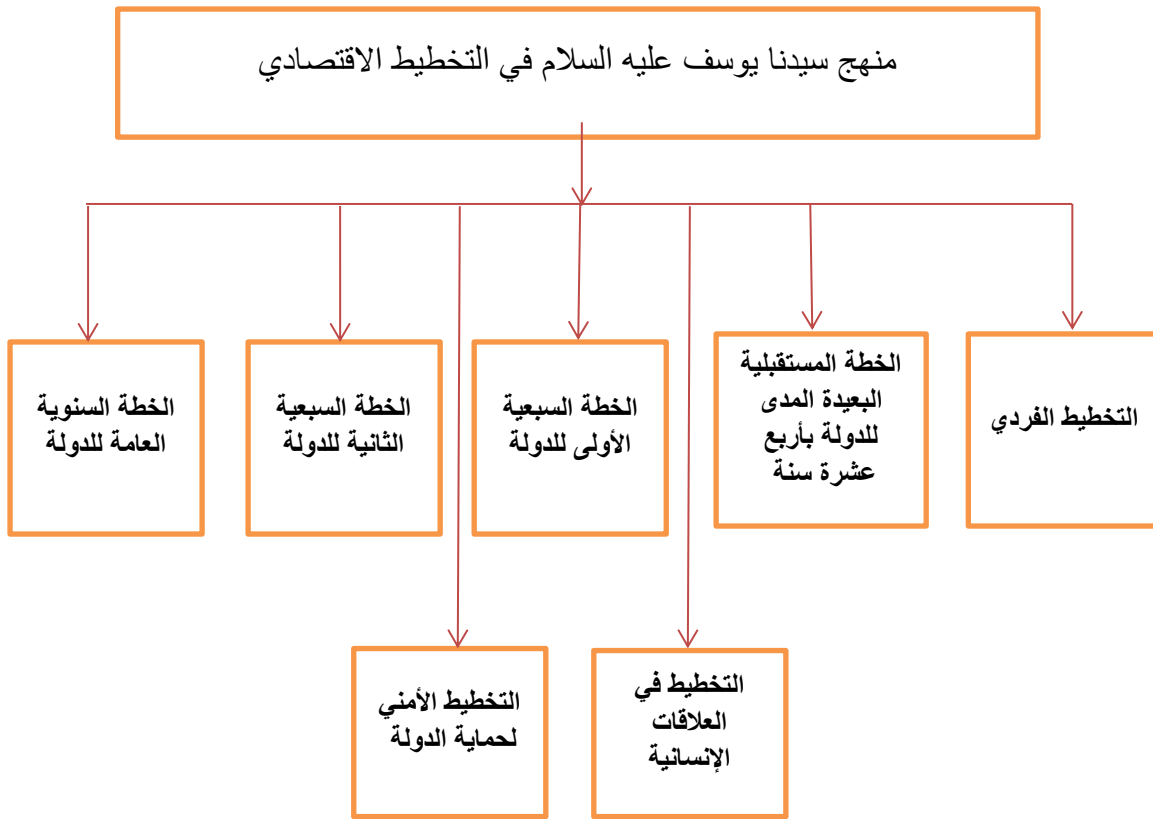 منهج سيدنا يوسف عليه السلام في التخطيط الاقتصادي
التخطيط الفردي
الخطة المستقبلية
البعيدة المدى
للدولة بأربع
عشرة سنة
الخطة السبعية
الأولى للدولة
الخطة السبعية
الثانية للدولة
الخطة السنوية
العامة للدولة
التخطيط في
العلاقات
الإنسانية
التخطيط الأمني
لحماية الدولة